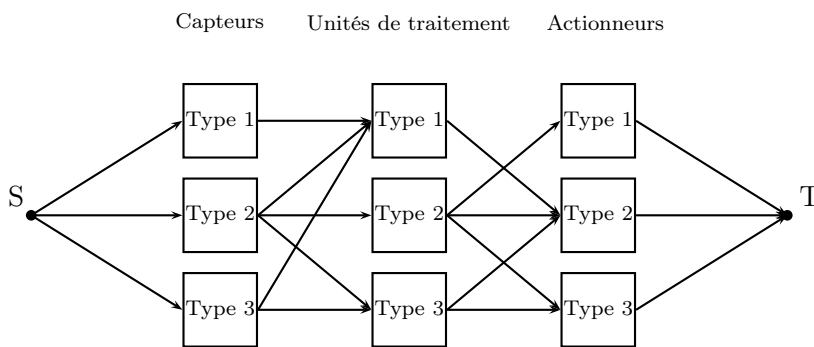 Capteurs Unités de traitement Actionneurs
Type 1 Type 1 Type 1
S Type 2 Type 2 Type 2 T
Type 3 Type 3 Type 3